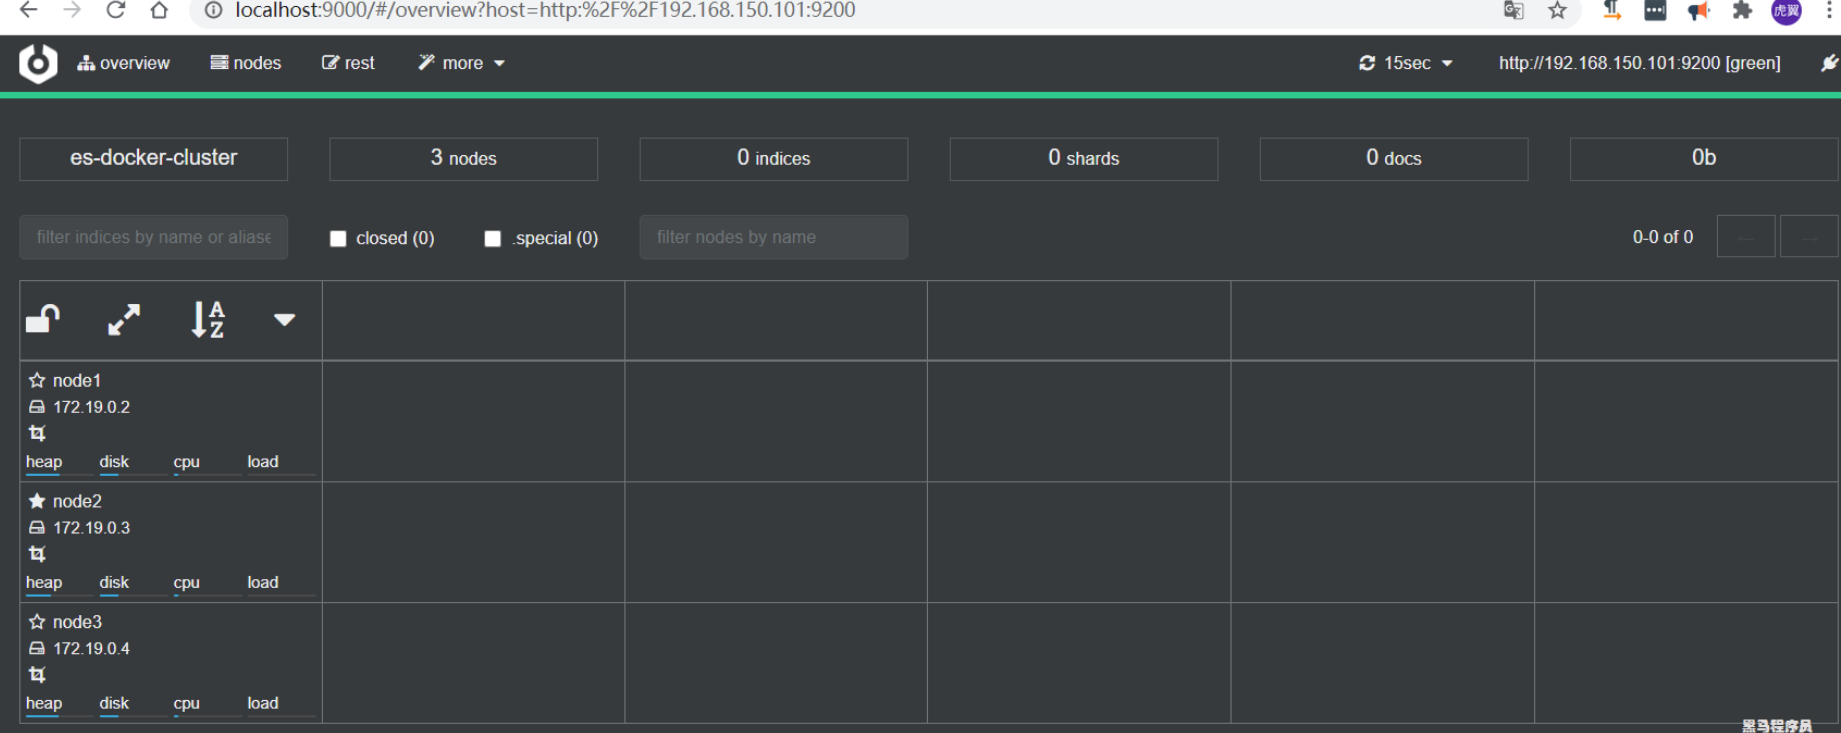 localhost:9000/#/overview?host=http:%2F%2F192.168.150.101:9200
虎翼
overview nodes rest more 15sec http://192.168.150.101:9200 [green]
es-docker-cluster 3 nodes 0 indices 0 shards 0 docs 0b
filter indices by name or aliase closed (0) .special (0) filter nodes by name 0-0 of 0
A
Z
node1
172.19.0.2
heap disk cpu load
node2
172.19.0.3
heap disk cpu load
node3
172.19.0.4
heap disk cpu load
黑马程序员